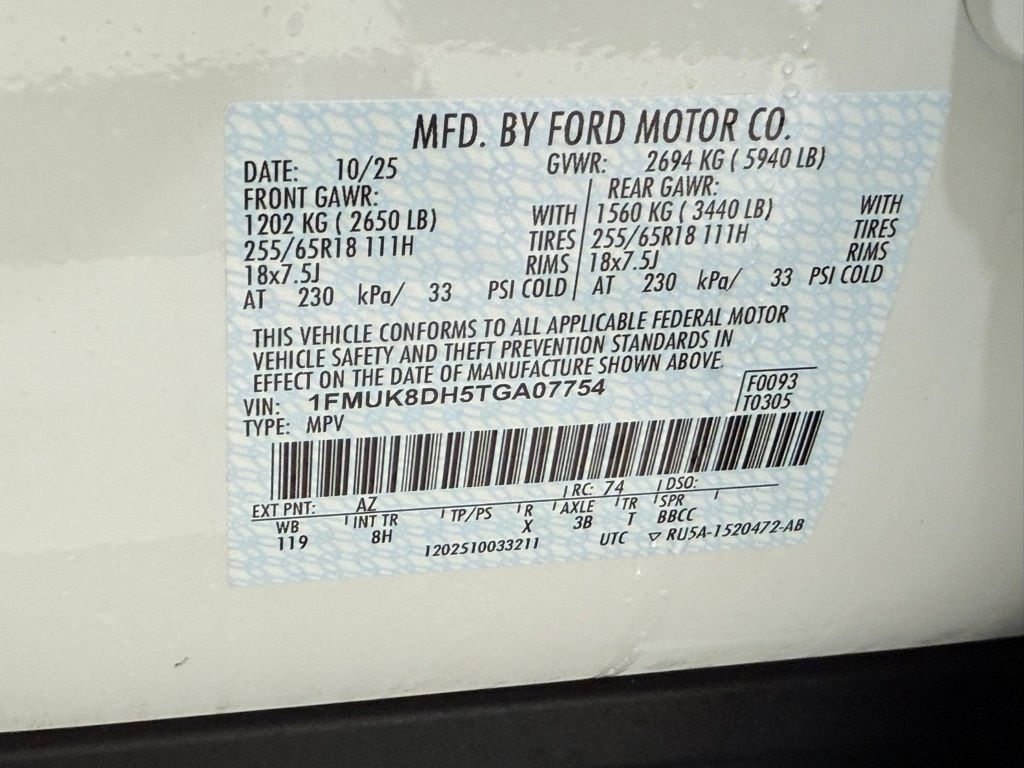 MFD. BY FORD MOTOR CO.
DATE: 10/25 GVWR: 2694 KG ( 5940 LB)
FRONT GAWR: REAR GAWR:
1202 KG ( 2650 LB) WITH 1560 KG ( 3440 LB) WITH
255/65R18 111H TIRES 255/65R18 111H TIRES
18x7.5J RIMS 18x7.5J RIMS
AT 230 kPa/ 33 PSI COLD AT 230 kPa/ 33 PSI COLD
THIS VEHICLE CONFORMS TO ALL APPLICABLE FEDERAL MOTOR
VEHICLE SAFETY AND THEFT PREVENTION STANDARDS IN
EFFECT ON THE DATE OF MANUFACTURE SHOWN ABOVE.
VIN: 1FMUK8DH5TGA07754 F0093
TYPE: MPV T0305
EXT PNT: AZ RC: 74 DSO:
WB INT TR TP/PS R AXLE TR SPR
119 8H X 3B T BBCC
1202510033211 UTC ▽ RU5A-1520472-AB